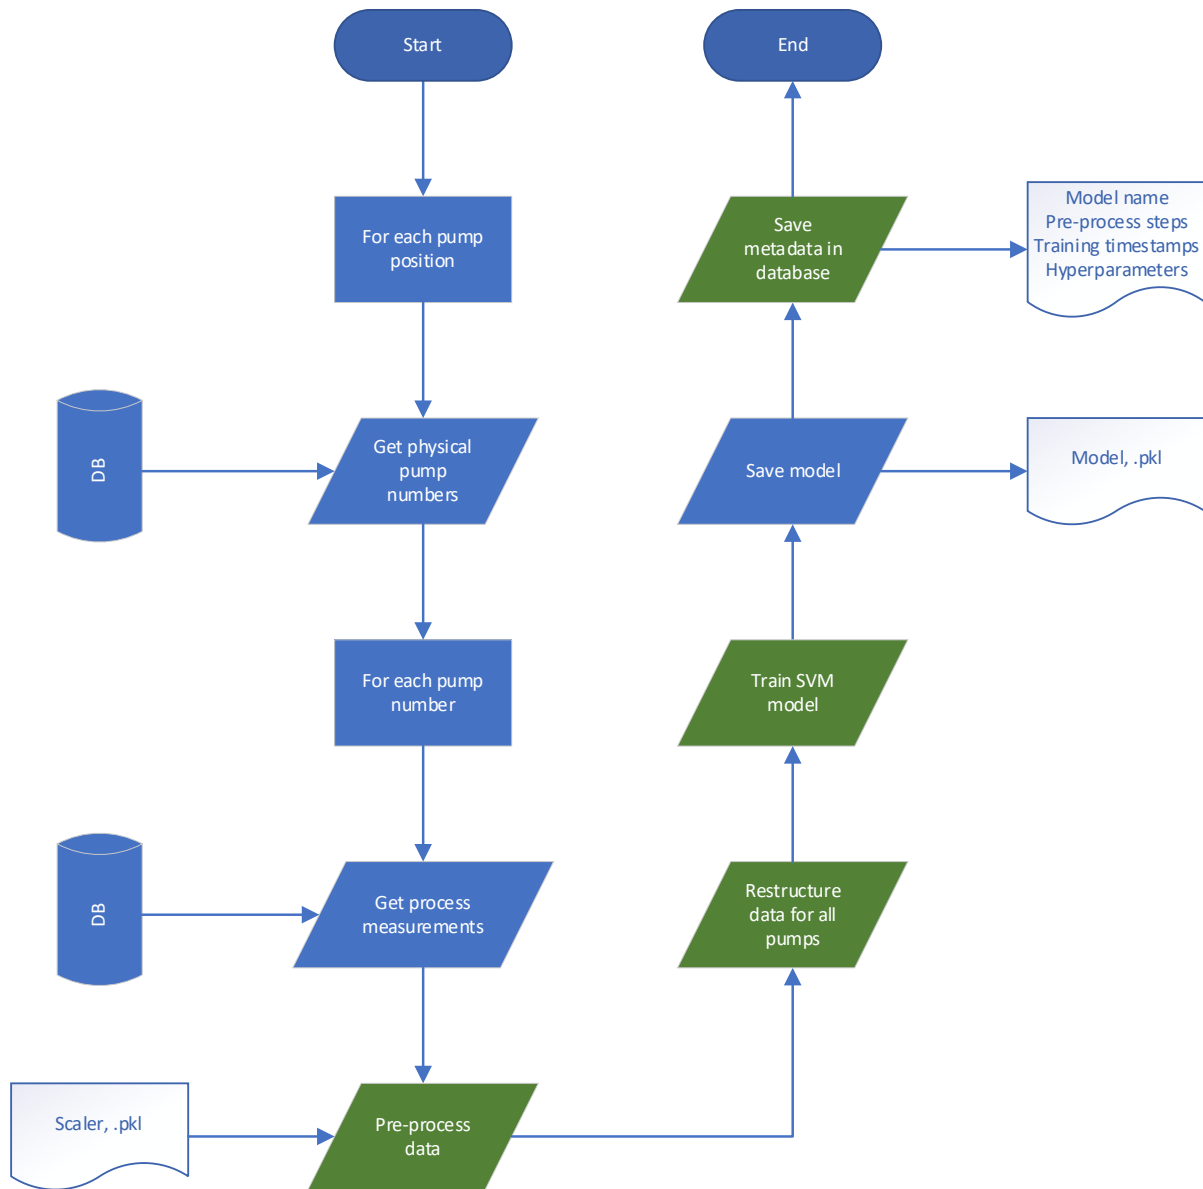 Start
For each pump
position
DB
Get physical
pump
numbers
For each pump
number
DB
Get process
measurements
Scaler, .pkl
Pre-process
data
Restructure
data for all
pumps
Train SVM
model
Save model
Model, .pkl
Save
metadata in
database
Model name
Pre-process steps
Training timestamps
Hyperparameters
End